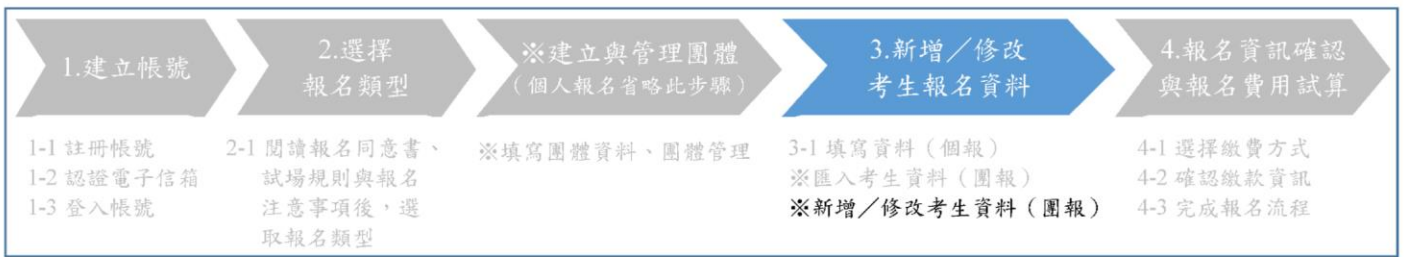 1.建立帳號
2.選擇
報名類型
※建立與管理團體
(個人報名省略此步驟)
3.新增／修改
考生報名資料
4.報名資訊確認
與報名費用試算
1-1 註冊帳號
1-2 認證電子信箱
1-3 登入帳號
2-1 閱讀報名同意書、
試場規則與報名
注意事項後，選
取報名類型
※填寫團體資料、團體管理
3-1 填寫資料（個報）
※匯入考生資料（團報）
※新增／修改考生資料（團報）
4-1 選擇繳費方式
4-2 確認繳款資訊
4-3 完成報名流程